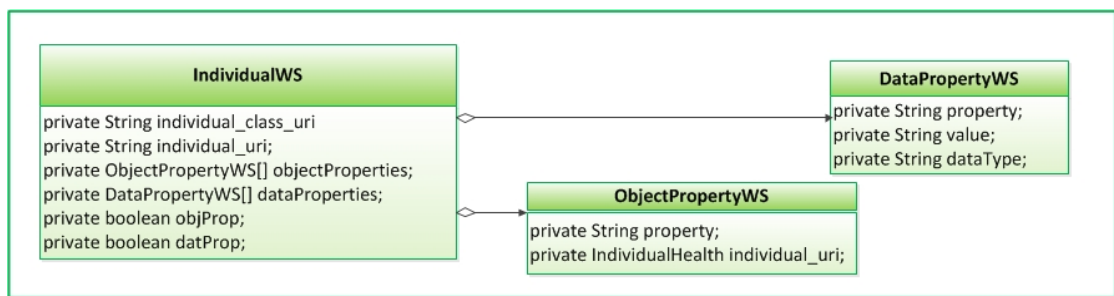 IndividualWS
private String individual_class_uri
private String individual_uri;
private ObjectPropertyWS[] objectProperties;
private DataPropertyWS[] dataProperties;
private boolean objProp;
private boolean datProp;
DataPropertyWS
private String property;
private String value;
private String dataType;
ObjectPropertyWS
private String property;
private IndividualHealth individual_uri;